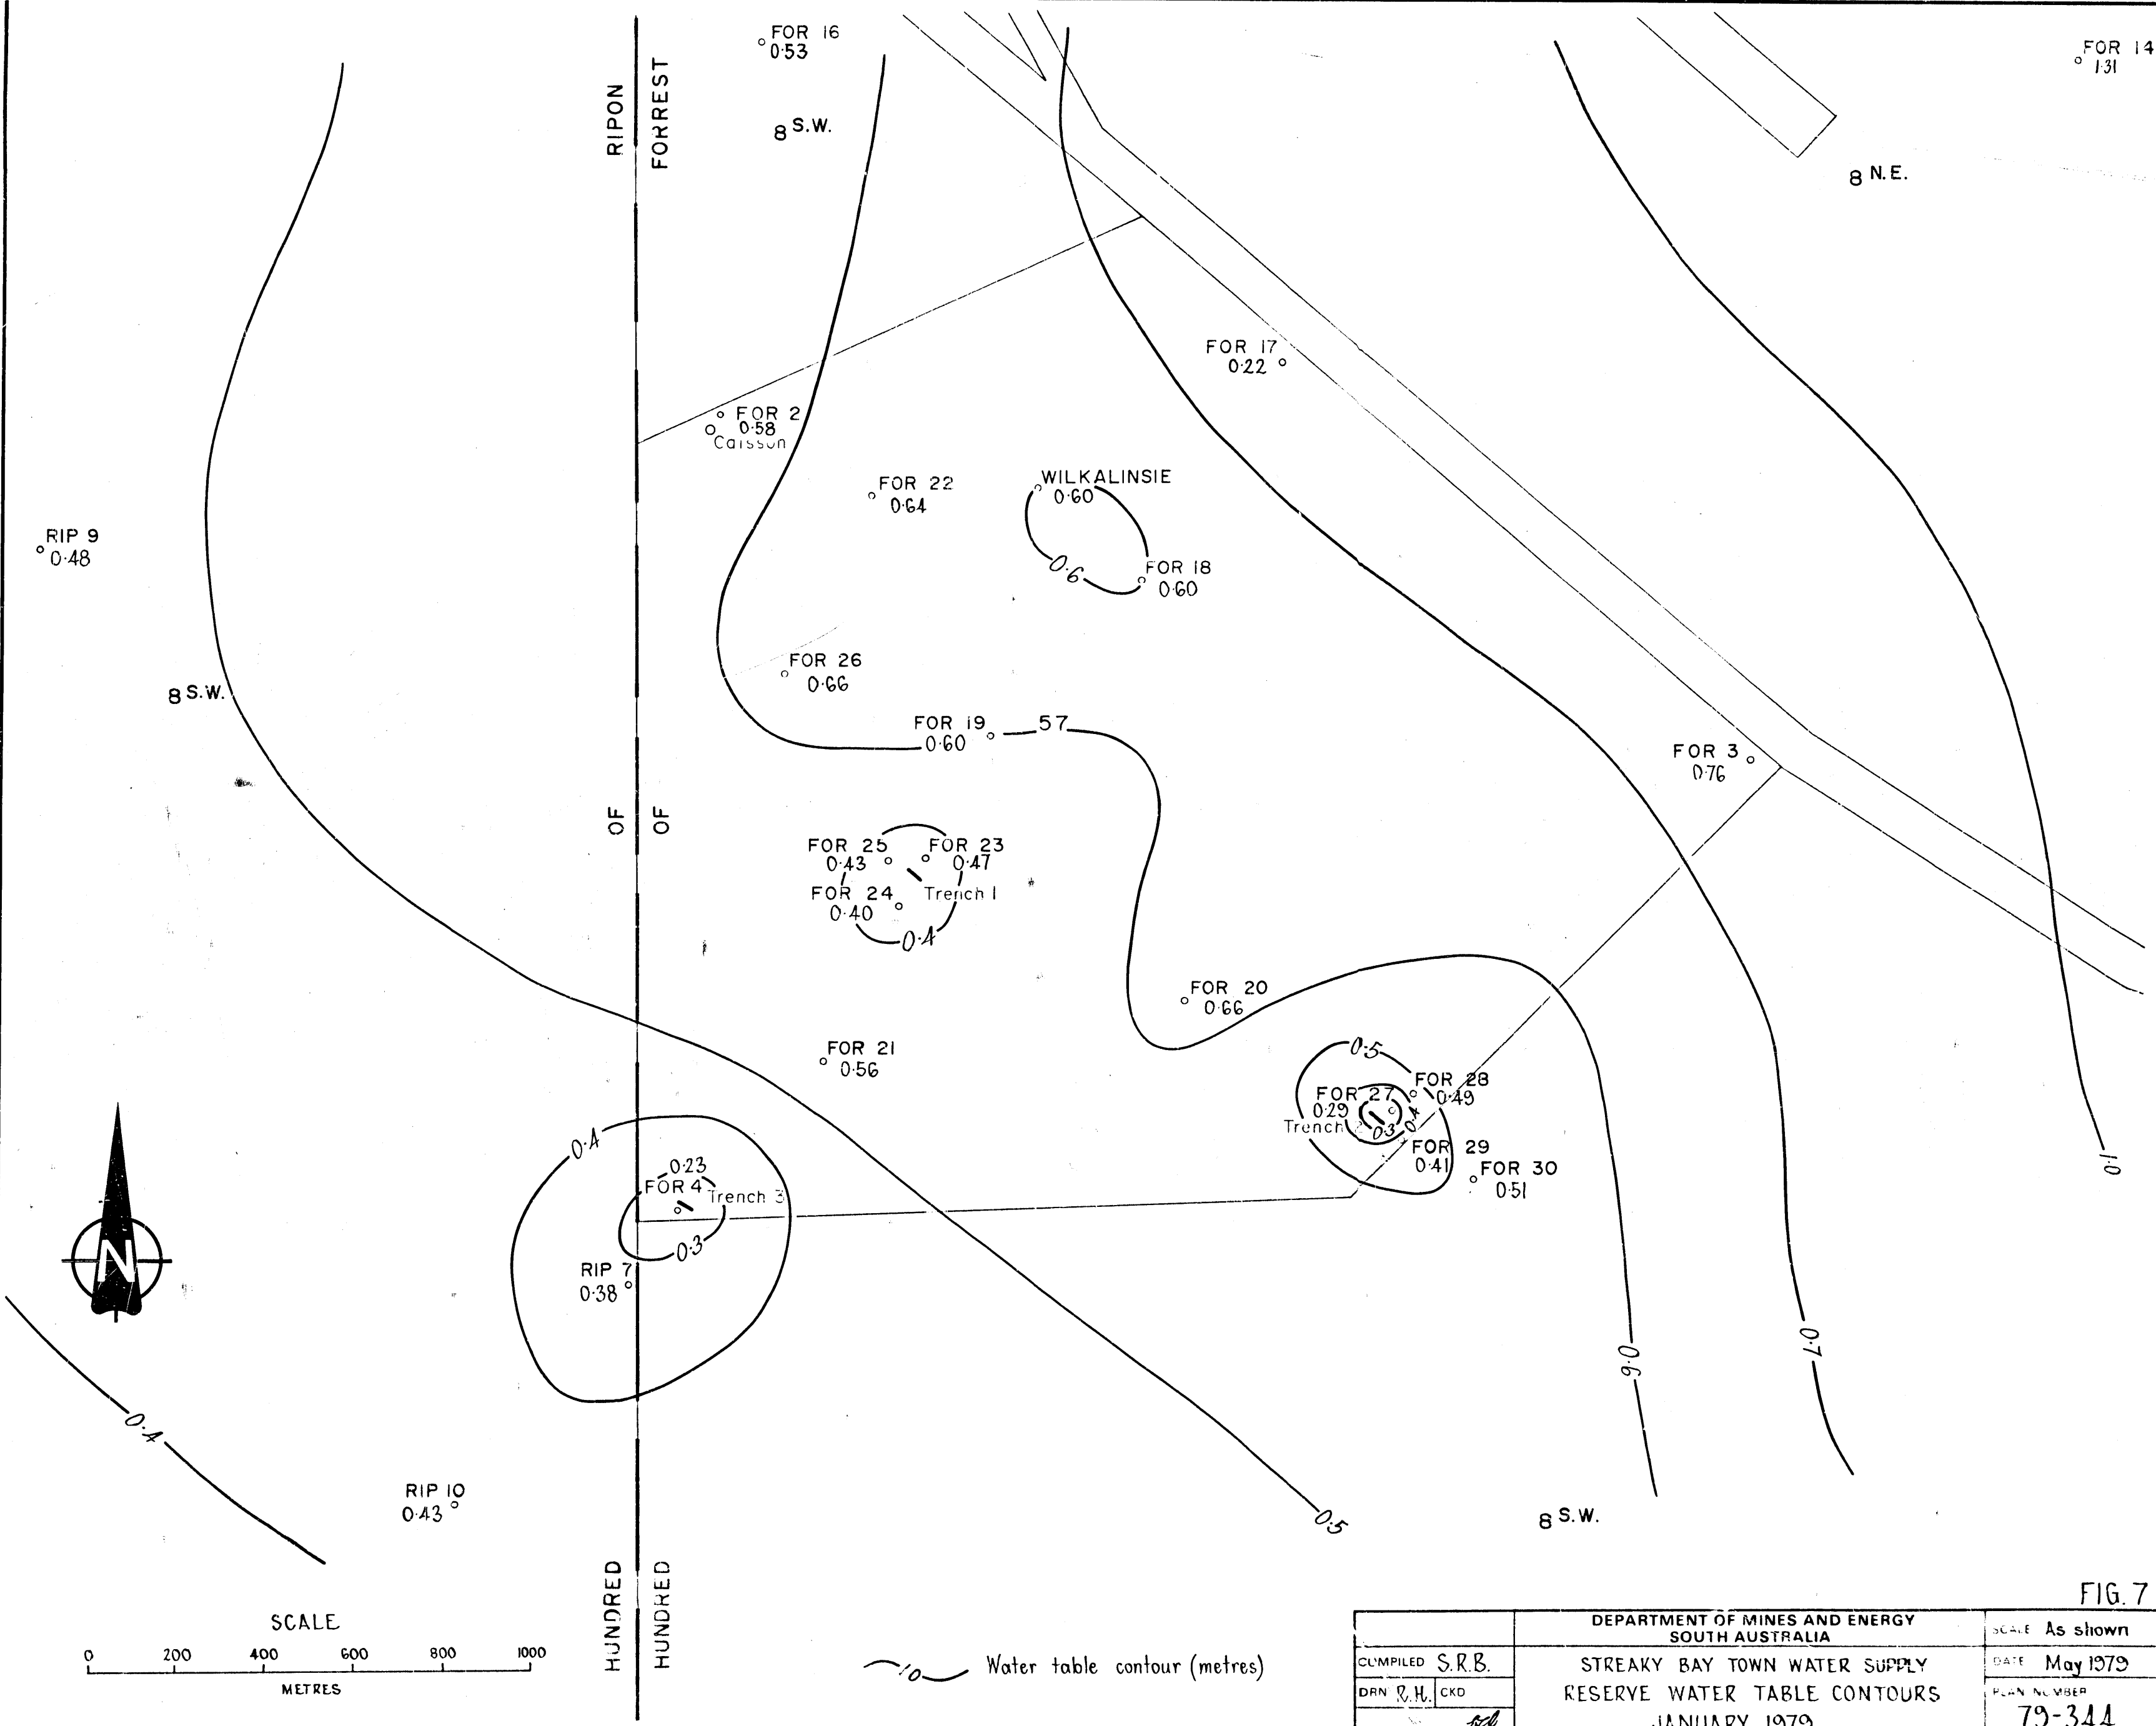 FOR 16
0·53
FOR 14
1·31
RIPON
FORREST
8 S.W.
8 N.E.
FOR 17
0·22
FOR 2
0·58
Caisson
WILKALINSIE
0·60
FOR 22
0·64
RIP 9
0·48
0·6
FOR 18
0·60
FOR 26
0·66
8 S.W.
FOR 19
0·60
57
FOR 3
0·76
OF
OF
FOR 25
0·43
FOR 23
0·47
FOR 24
0·40
Trench 1
0·4
FOR 20
0·66
FOR 21
0·56
0·5
FOR 28
0·49
FOR 27
0·29
Trench
0·3
0·4
FOR 29
0·41
FOR 30
0·51
0·4
0·23
FOR 4
Trench 3
0·3
1·0
N
RIP 7
0·38
0·6
0·7
0·4
RIP 10
0·43
0·5
8 S.W.
HUNDRED
HUNDRED
SCALE
0 200 400 600 800 1000
METRES
1·0 Water table contour (metres)
FIG. 7
DEPARTMENT OF MINES AND ENERGY
SOUTH AUSTRALIA
SCALE As shown
COMPILED S.R.B.
STREAKY BAY TOWN WATER SUPPLY
DATE May 1979
DRN R.H. CKD
RESERVE WATER TABLE CONTOURS
PLAN NUMBER
JANUARY 1979
79-344